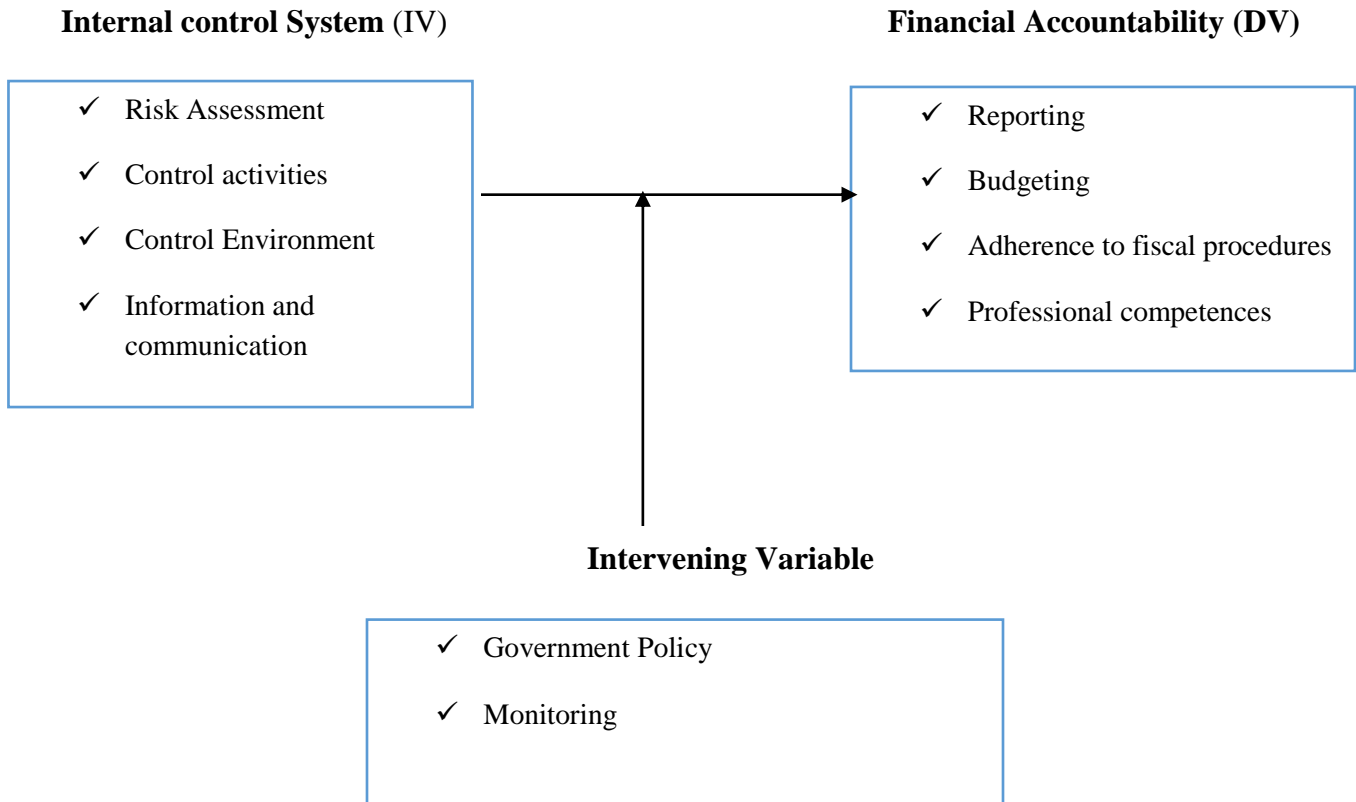 Internal control System (IV)
Financial Accountability (DV)
✓ Risk Assessment
✓ Control activities
✓ Control Environment
✓ Information and
communication
✓ Reporting
✓ Budgeting
✓ Adherence to fiscal procedures
✓ Professional competences
Intervening Variable
✓ Government Policy
✓ Monitoring